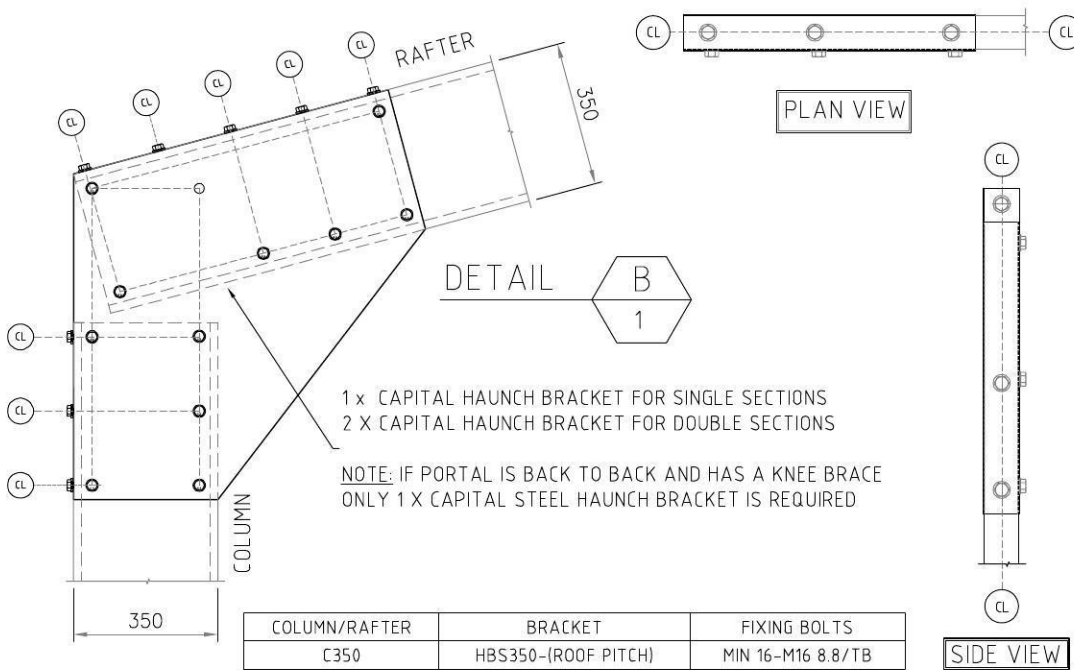 CL
CL
CL
CL
CL
RAFTER
350
CL
CL
PLAN VIEW
CL
DETAIL
B
1
CL
CL
CL
1 x CAPITAL HAUNCH BRACKET FOR SINGLE SECTIONS
2 X CAPITAL HAUNCH BRACKET FOR DOUBLE SECTIONS
NOTE: IF PORTAL IS BACK TO BACK AND HAS A KNEE BRACE
ONLY 1 X CAPITAL STEEL HAUNCH BRACKET IS REQUIRED
COLUMN
350
CL
SIDE VIEW
COLUMN/RAFTER BRACKET FIXING BOLTS
C350 HBS350-(ROOF PITCH) MIN 16-M16 8.8/TB